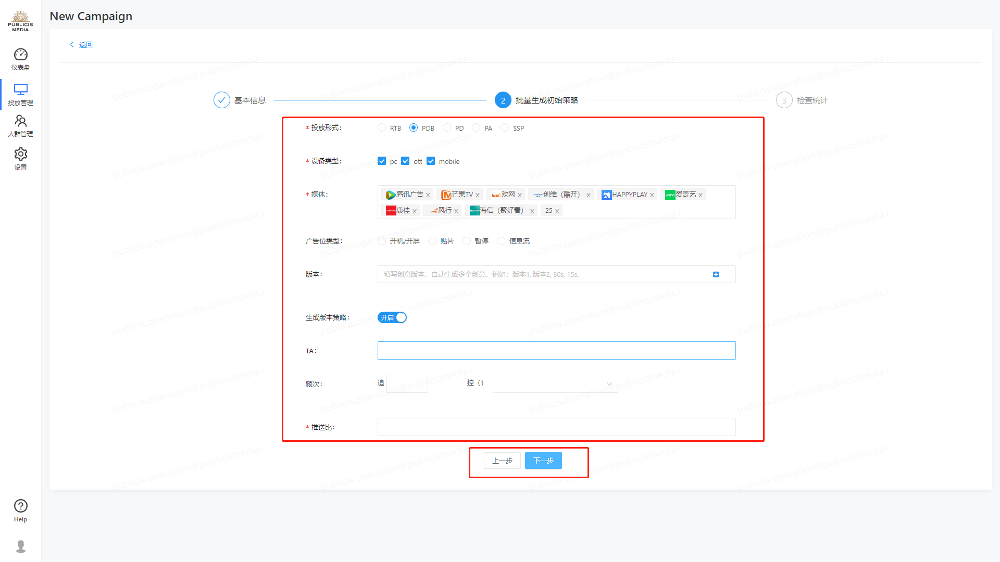 New Campaign
PUBLICIS
MEDIA
返回
仪表盘
投放管理
人群管理
设置
基本信息
2 批量生成初始策略
3 检查统计
* 投放形式: RTB PDB PD PA SSP
* 设备类型: pc ott mobile
* 媒体: 腾讯广告 x 芒果TV x 欢网 x 创维（酷开） x HAPPYPLAY x iQIYI 爱奇艺 x
康佳 x 风行 x Hisense 海信（聚好看） x 25 x
广告位类型: 开机/开屏 贴片 暂停 信息流
版本: 填写创意版本，自动生成多个创意。例如：版本1, 版本2, 30s, 15s。
生成版本策略: 开启
TA:
频次: 追 控（）
* 推送比:
上一步 下一步
Help
publicis.operation@publicismedia.c